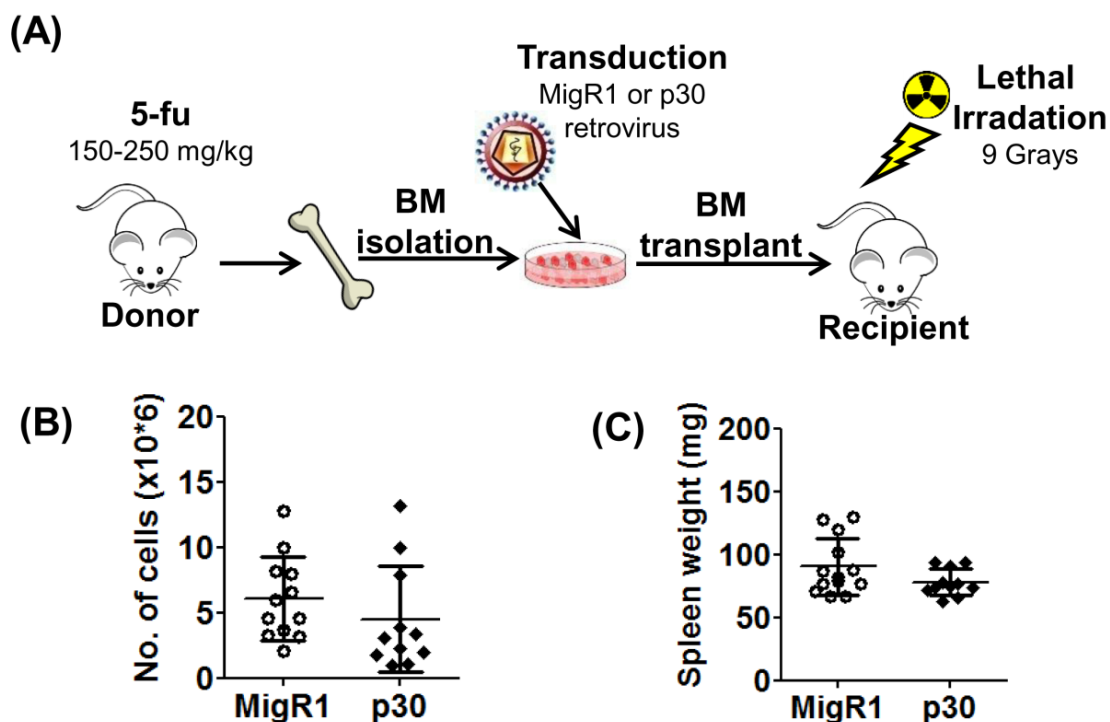 (A)
5-fu
150-250 mg/kg
Donor
BM
isolation
Transduction
MigR1 or p30
retrovirus
BM
transplant
Lethal
Irradation
9 Grays
Recipient
(B)
No. of cells (x10*6)
20
15
10
5
0
MigR1 p30
(C)
Spleen weight (mg)
200
150
100
50
0
MigR1 p30